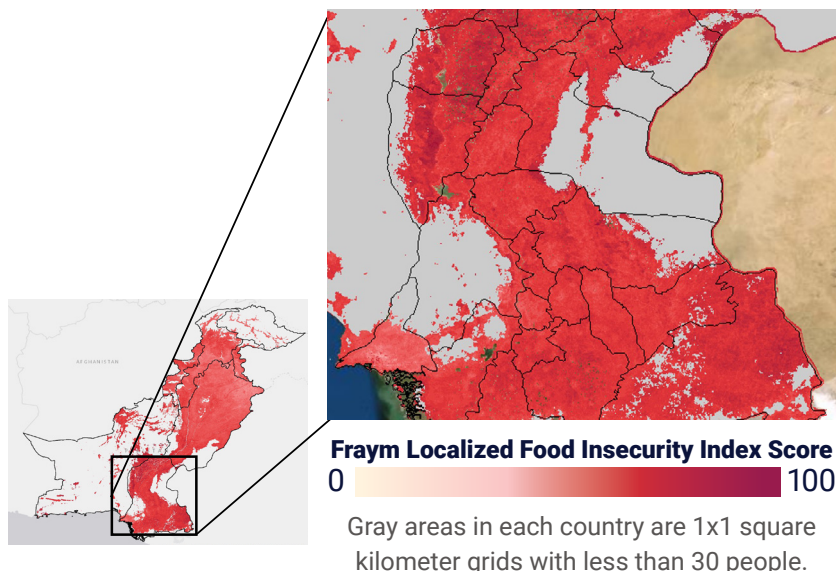 AFGHANISTAN
Fraym Localized Food Insecurity Index Score
0 100
Gray areas in each country are 1x1 square
kilometer grids with less than 30 people.